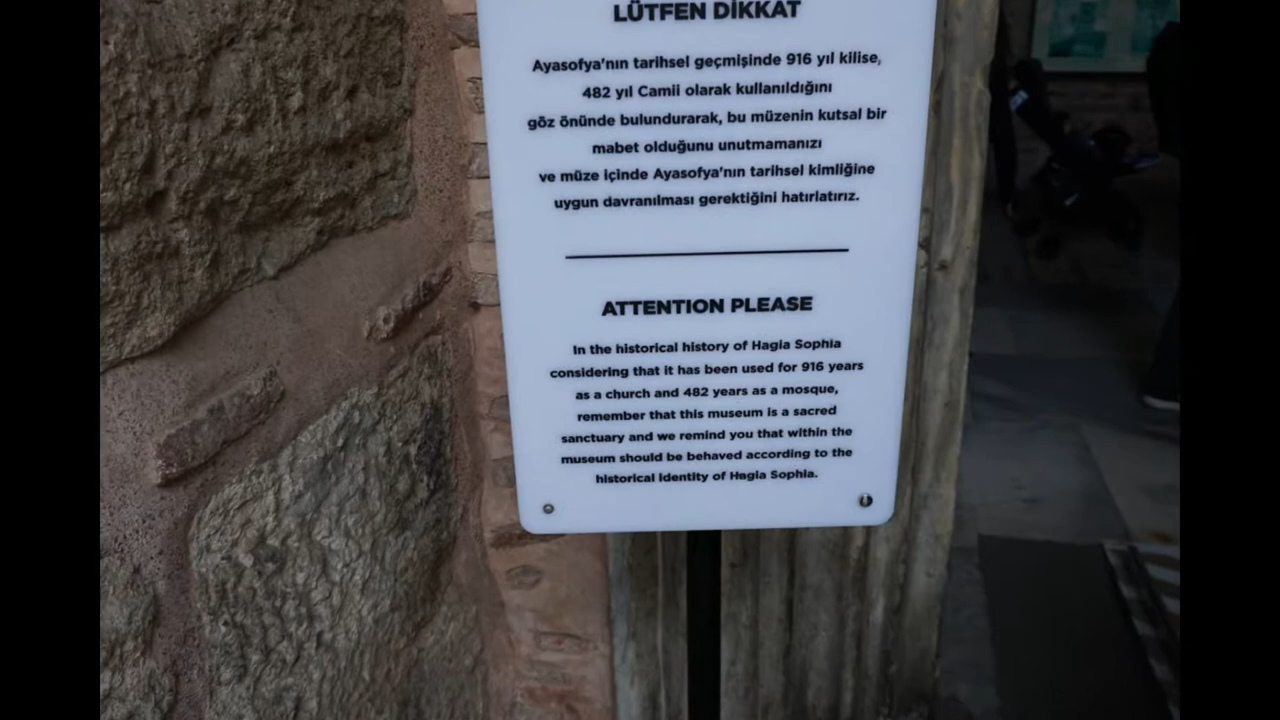 LÜTFEN DİKKAT
Ayasofya'nın tarihsel geçmişinde 916 yıl kilise,
482 yıl Camii olarak kullanıldığını
göz önünde bulundurarak, bu müzenin kutsal bir
mabet olduğunu unutmamanızı
ve müze içinde Ayasofya'nın tarihsel kimliğine
uygun davranılması gerektiğini hatırlatırız.
ATTENTION PLEASE
In the historical history of Hagia Sophia
considering that it has been used for 916 years
as a church and 482 years as a mosque,
remember that this museum is a sacred
sanctuary and we remind you that within the
museum should be behaved according to the
historical identity of Hagia Sophia.